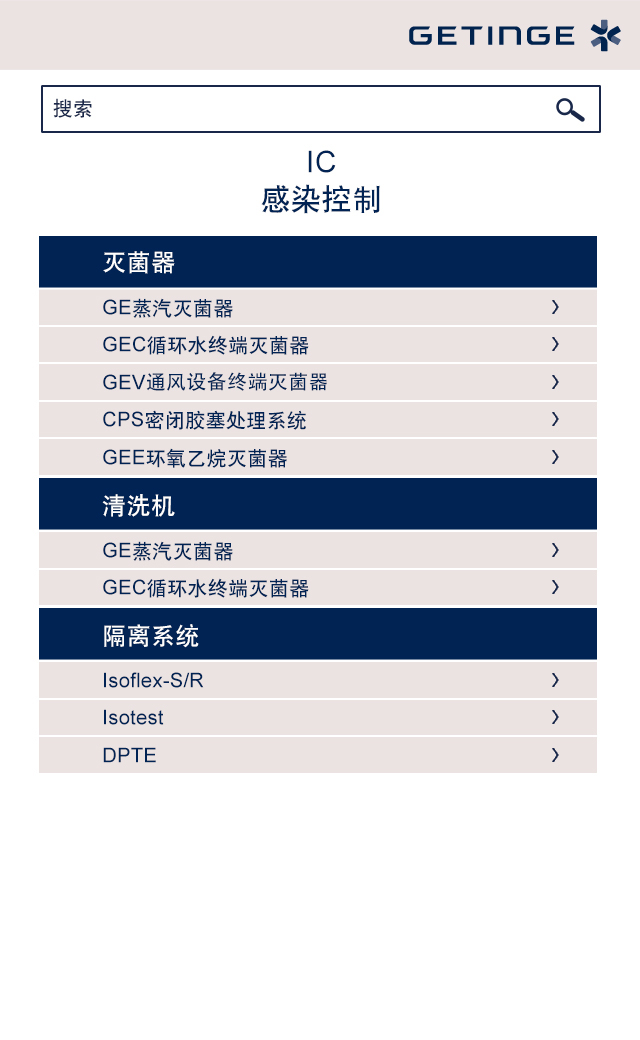 GETINGE
搜索
IC
感染控制
灭菌器
GE蒸汽灭菌器
GEC循环水终端灭菌器
GEV通风设备终端灭菌器
CPS密闭胶塞处理系统
GEE环氧乙烷灭菌器
清洗机
GE蒸汽灭菌器
GEC循环水终端灭菌器
隔离系统
Isoflex-S/R
Isotest
DPTE